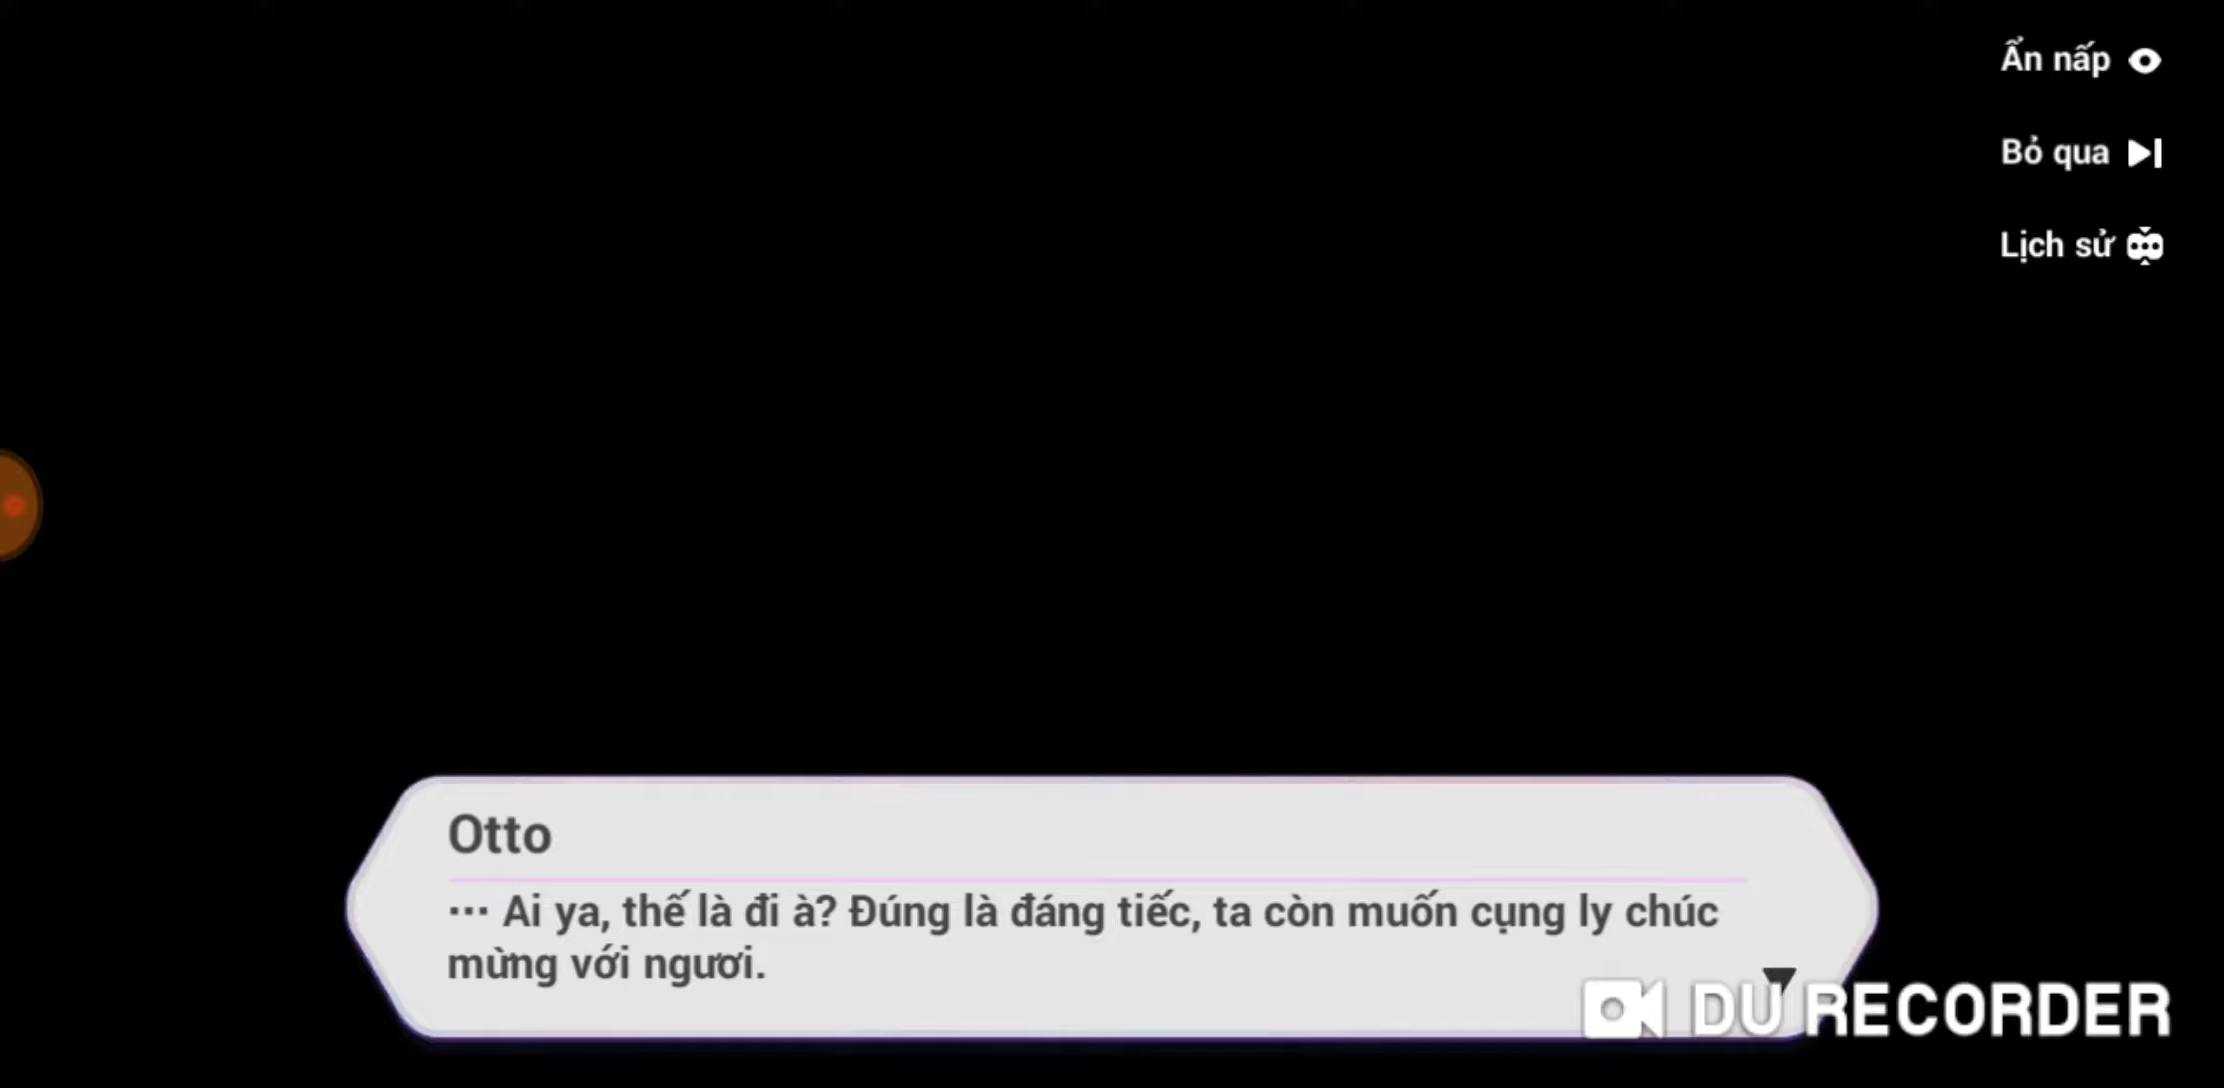 Ẩn nấp
Bỏ qua
Lịch sử
Otto
··· Ai ya, thế là đi à? Đúng là đáng tiếc, ta còn muốn cụng ly chúc
mừng với ngươi.
DU RECORDER